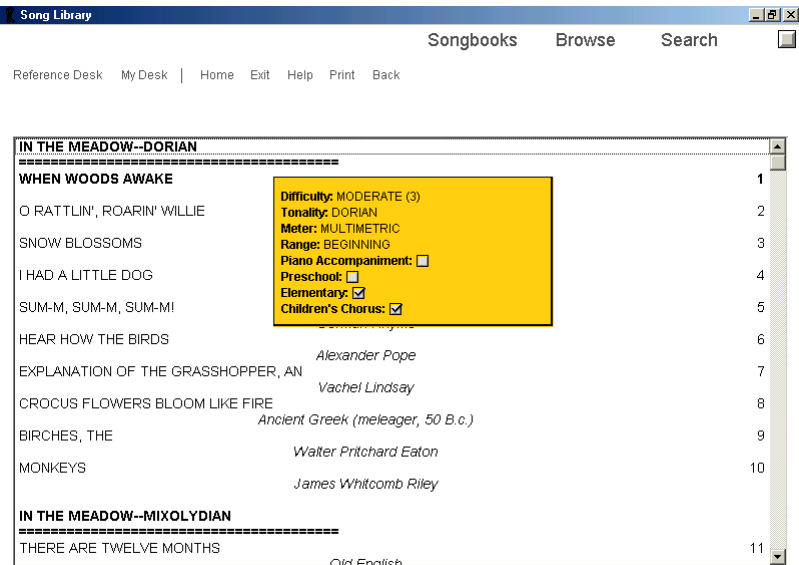 Song Library
Songbooks Browse Search
Reference Desk My Desk | Home Exit Help Print Back
IN THE MEADOW--DORIAN
========================================
WHEN WOODS AWAKE 1
Difficulty: MODERATE (3)
Tonality: DORIAN
Meter: MULTIMETRIC
Range: BEGINNING
Piano Accompaniment:
Preschool:
Elementary:
Children's Chorus:
O RATTLIN', ROARIN' WILLIE 2
SNOW BLOSSOMS 3
I HAD A LITTLE DOG 4
SUM-M, SUM-M, SUM-M! 5
HEAR HOW THE BIRDS 6
Alexander Pope
EXPLANATION OF THE GRASSHOPPER, AN 7
Vachel Lindsay
CROCUS FLOWERS BLOOM LIKE FIRE 8
Ancient Greek (meleager, 50 B.c.)
BIRCHES, THE 9
Walter Pritchard Eaton
MONKEYS 10
James Whitcomb Riley
IN THE MEADOW--MIXOLYDIAN
========================================
THERE ARE TWELVE MONTHS 11
Old English